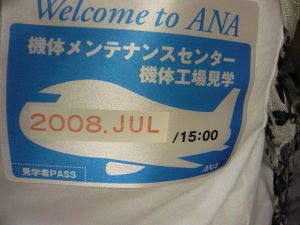 Welcome to ANA
機体メンテナンスセンター
機体工場見学
2008.JUL /15:00
見学者PASS
ANA